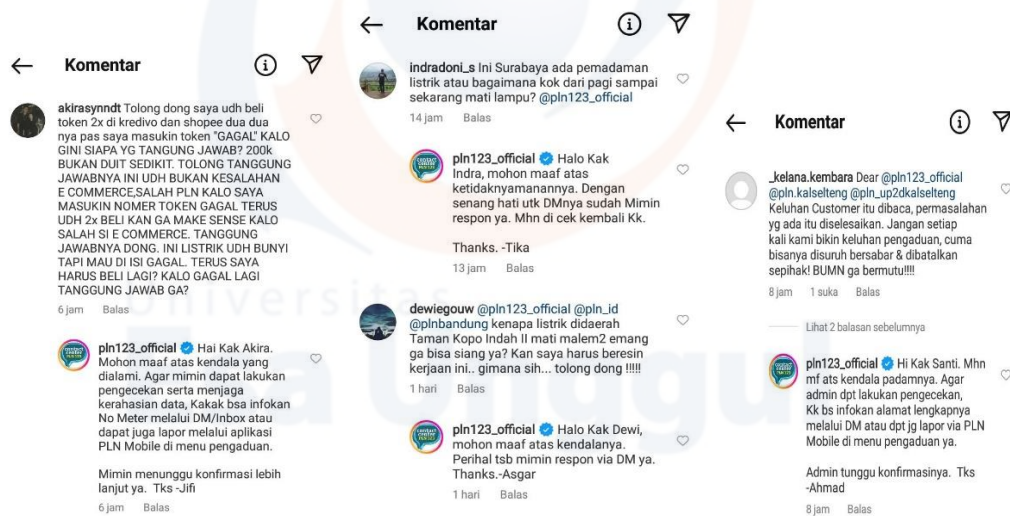 Komentar
akirasynndt Tolong dong saya udh beli
token 2x di kredivo dan shopee dua dua
nya pas saya masukin token "GAGAL" KALO
GINI SIAPA YG TANGUNG JAWAB? 200k
BUKAN DUIT SEDIKIT. TOLONG TANGGUNG
JAWABNYA INI UDH BUKAN KESALAHAN
E COMMERCE,SALAH PLN KALO SAYA
MASUKIN NOMER TOKEN GAGAL TERUS
UDH 2x BELI KAN GA MAKE SENSE KALO
SALAH SI E COMMERCE. TANGGUNG
JAWABNYA DONG. INI LISTRIK UDH BUNYI
TAPI MAU DI ISI GAGAL. TERUS SAYA
HARUS BELI LAGI? KALO GAGAL LAGI
TANGGUNG JAWAB GA?
6 jam Balas
pln123_official Hai Kak Akira.
Mohon maaf atas kendala yang
dialami. Agar mimin dapat lakukan
pengecekan serta menjaga
kerahasian data, Kakak bsa infokan
No Meter melalui DM/Inbox atau
dapat juga lapor melalui aplikasi
PLN Mobile di menu pengaduan.
Mimin menunggu konfirmasi lebih
lanjut ya. Tks -Jifi
6 jam Balas
Komentar
indradoni_s Ini Surabaya ada pemadaman
listrik atau bagaimana kok dari pagi sampai
sekarang mati lampu? @pln123_official
14 jam Balas
pln123_official Halo Kak
Indra, mohon maaf atas
ketidaknyamanannya. Dengan
senang hati utk DMnya sudah Mimin
respon ya. Mhn di cek kembali Kk.
Thanks. -Tika
13 jam Balas
dewiegouw @pln123_official @pln_id
@plnbandung kenapa listrik didaerah
Taman Kopo Indah II mati malem2 emang
ga bisa siang ya? Kan saya harus beresin
kerjaan ini.. gimana sih... tolong dong !!!!!
1 hari Balas
pln123_official Halo Kak Dewi,
mohon maaf atas kendalanya.
Perihal tsb mimin respon via DM ya.
Thanks.-Asgar
1 hari Balas
Komentar
_kelana.kembara Dear @pln123_official
@pln.kalselteng @pln_up2dkalselteng
Keluhan Customer itu dibaca, permasalahan
yg ada itu diselesaikan. Jangan setiap
kali kami bikin keluhan pengaduan, cuma
bisanya disuruh bersabar & dibatalkan
sepihak! BUMN ga bermutu!!!!
8 jam 1 suka Balas
Lihat 2 balasan sebelumnya
pln123_official Hi Kak Santi. Mhn
mf ats kendala padamnya. Agar
admin dpt lakukan pengecekan,
Kk bs infokan alamat lengkapnya
melalui DM atau dpt jg lapor via PLN
Mobile di menu pengaduan ya.
Admin tunggu konfirmasinya. Tks
-Ahmad
8 jam Balas
Universitas